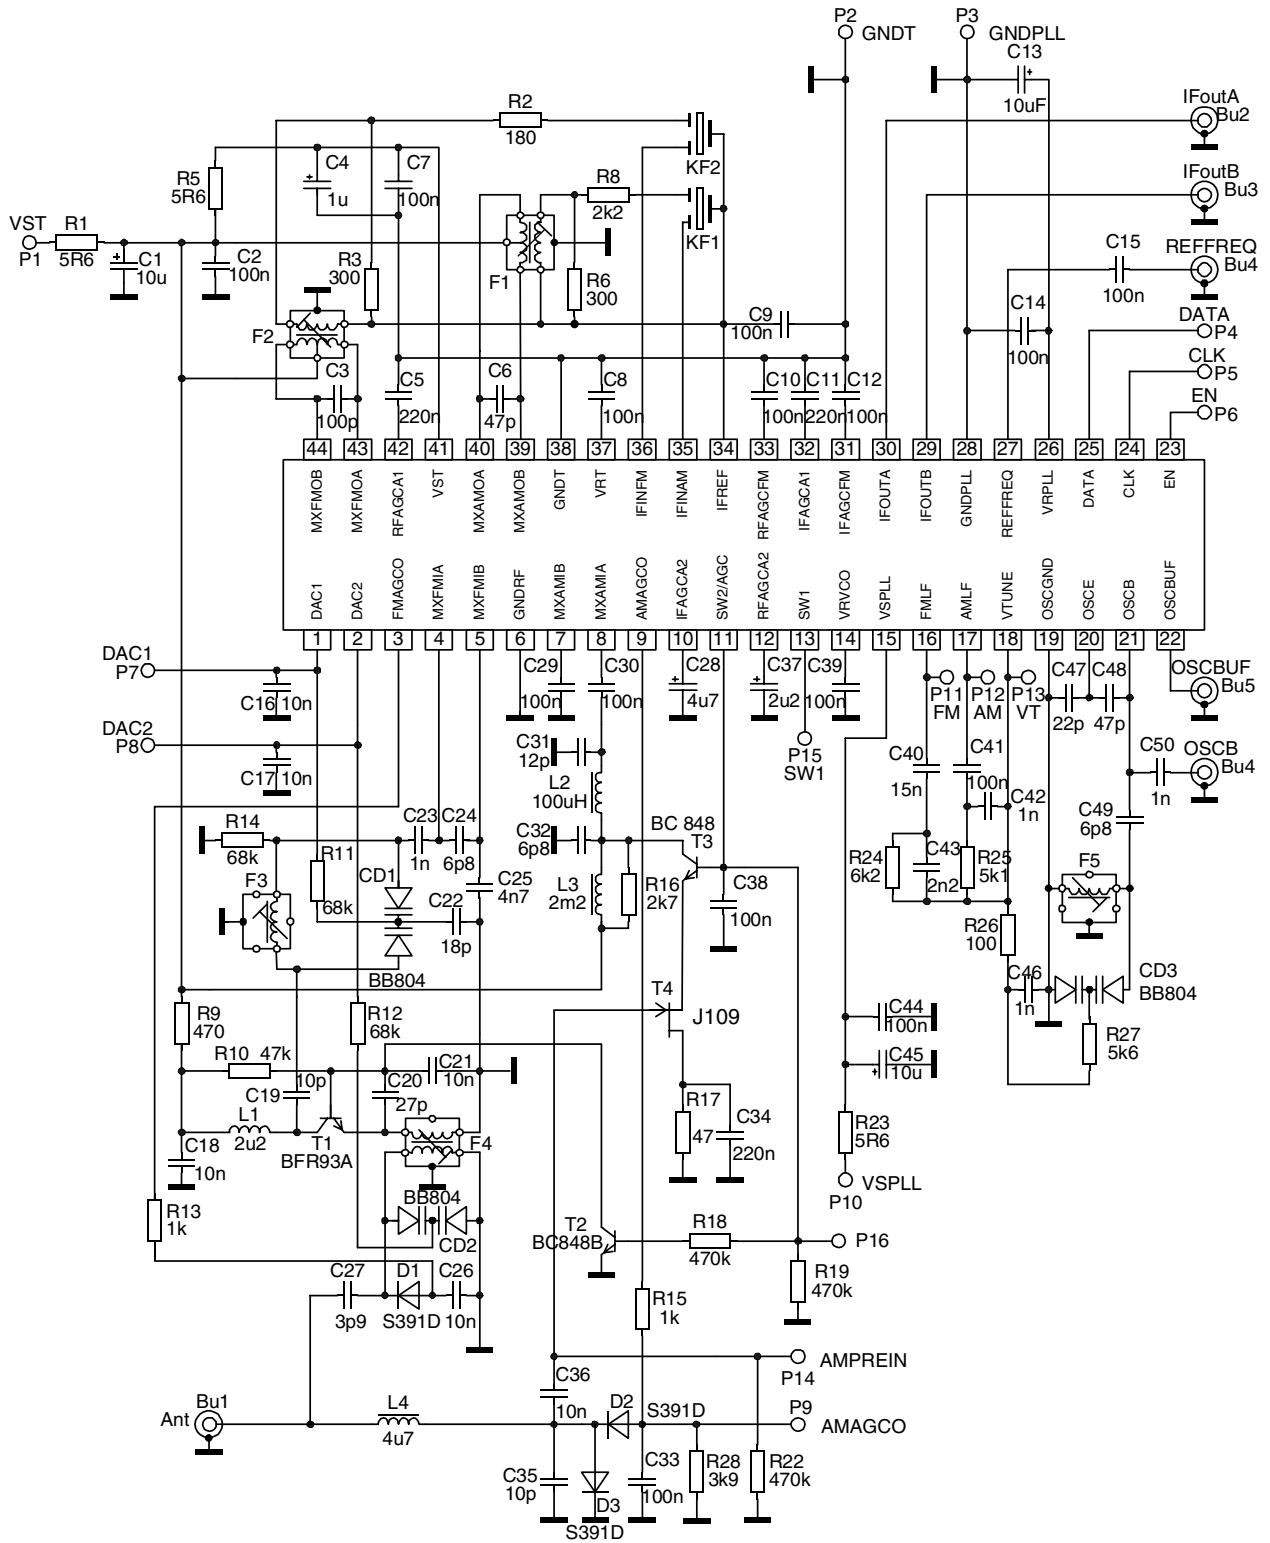 P2
GNDT
P3
GNDPLL
C13
10uF
IFoutA
Bu2
R2
180
KF2
IFoutB
Bu3
R5
5R6
C4
1u
C7
100n
R8
2k2
KF1
VST
P1
R1
5R6
C1
10u
C2
100n
R3
300
F1
R6
300
C15
100n
REFFREQ
Bu4
F2
C9
100n
C14
100n
DATA
P4
CLK
P5
EN
P6
C3
100p
C5
220n
C6
47p
C8
100n
C10
100n
C11
220n
C12
100n
44 43 42 41 40 39 38 37 36 35 34 33 32 31 30 29 28 27 26 25 24 23
MXFMOB MXFMOA RFAGCA1 VST MXAMOA MXAMOB GNDT VRT IFINFM IFINAM IFREF RFAGCFM IFAGCA1 IFAGCFM IFOUTA IFOUTB GNDPLL REFFREQ VRPLL DATA CLK EN
DAC1 DAC2 FMAGCO MXFMIA MXFMIB GNDRF MXAMIB MXAMIA AMAGCO IFAGCA2 SW2/AGC RFAGCA2 SW1 VRVCO VSPLL FMLF AMLF VTUNE OSCGND OSCE OSCB OSCBUF
1 2 3 4 5 6 7 8 9 10 11 12 13 14 15 16 17 18 19 20 21 22
DAC1
P7
C16 10n
DAC2
P8
C17 10n
C29
100n
C30
100n
C28
4u7
C37
2u2
C39
100n
P15
SW1
P11
FM
P12
AM
P13
VT
C47
22p
C48
47p
OSCBUF
Bu5
C31
12p
L2
100uH
C40
15n
C41
100n
C42
1n
C50
1n
OSCB
Bu4
C49
6p8
R14
68k
C23
1n
C24
6p8
C32
6p8
BC 848
T3
R24
6k2
C43
2n2
R25
5k1
F5
F3
R11
68k
CD1
C25
4n7
C22
18p
L3
2m2
R16
2k7
C38
100n
R26
100
BB804
T4
J109
C46
1n
CD3
BB804
R9
470
R12
68k
C44
100n
R27
5k6
R10 47k
C19
10p
C20
27p
C21
10n
C45
10u
L1
2u2
T1
BFR93A
F4
R17
47
C34
220n
R23
5R6
C18
10n
P10
VSPLL
R13
1k
BB804
CD2
T2
BC848B
R18
470k
P16
C27
3p9
D1
S391D
C26
10n
R15
1k
R19
470k
AMPREIN
P14
C36
10n
Ant
Bu1
L4
4u7
D2
S391D
P9
AMAGCO
C35
10p
D3
S391D
C33
100n
R28
3k9
R22
470k